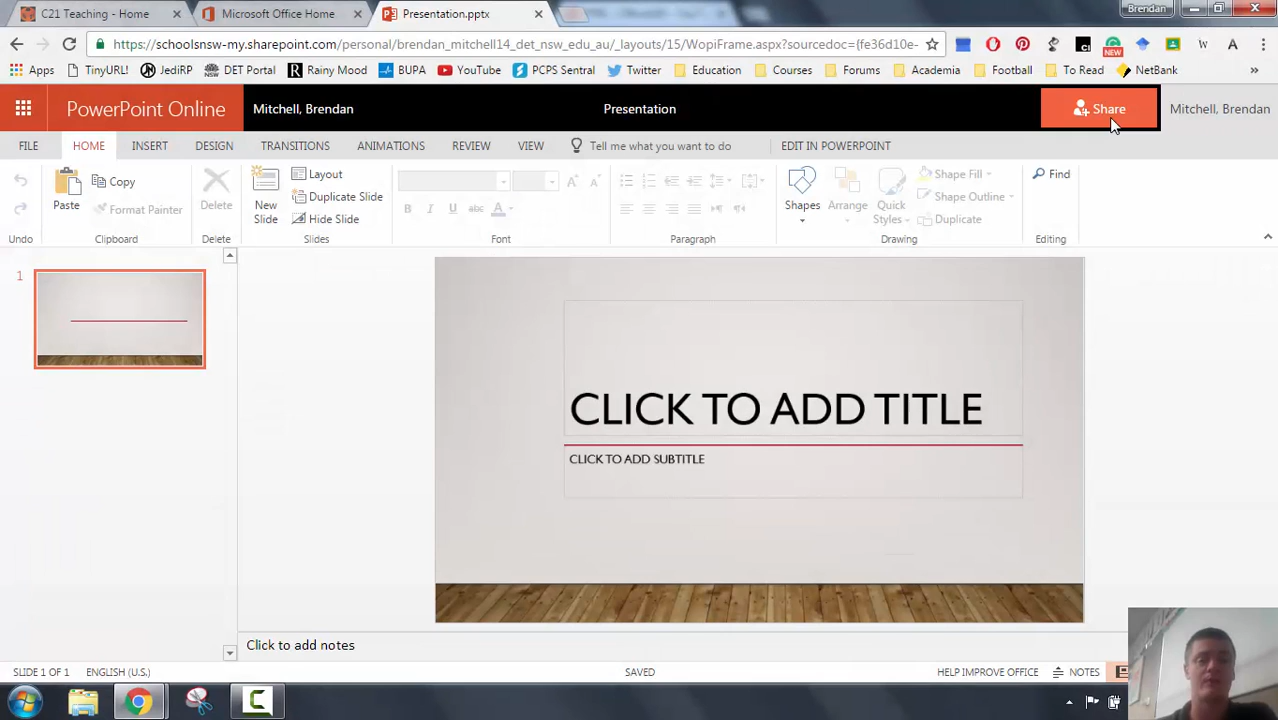 C21 Teaching - Home
Microsoft Office Home
Presentation.pptx
Brendan
https://schoolsnsw-my.sharepoint.com/personal/brendan_mitchell14_det_nsw_edu_au/_layouts/15/WopiFrame.aspx?sourcedoc={fe36d10e-
NEW
Apps
TinyURL!
JediRP
DET Portal
Rainy Mood
BUPA
YouTube
PCPS Sentral
Twitter
Education
Courses
Forums
Academia
Football
To Read
NetBank
PowerPoint Online
Mitchell, Brendan
Presentation
Share
Mitchell, Brendan
FILE
HOME
INSERT
DESIGN
TRANSITIONS
ANIMATIONS
REVIEW
VIEW
Tell me what you want to do
EDIT IN POWERPOINT
Paste
Copy
Format Painter
Delete
New Slide
Layout
Duplicate Slide
Hide Slide
B I U abc A
Shapes
Arrange
Quick Styles
Shape Fill
Shape Outline
Duplicate
Find
Undo
Clipboard
Delete
Slides
Font
Paragraph
Drawing
Editing
1
CLICK TO ADD TITLE
CLICK TO ADD SUBTITLE
Click to add notes
SLIDE 1 OF 1
ENGLISH (U.S.)
SAVED
HELP IMPROVE OFFICE
NOTES